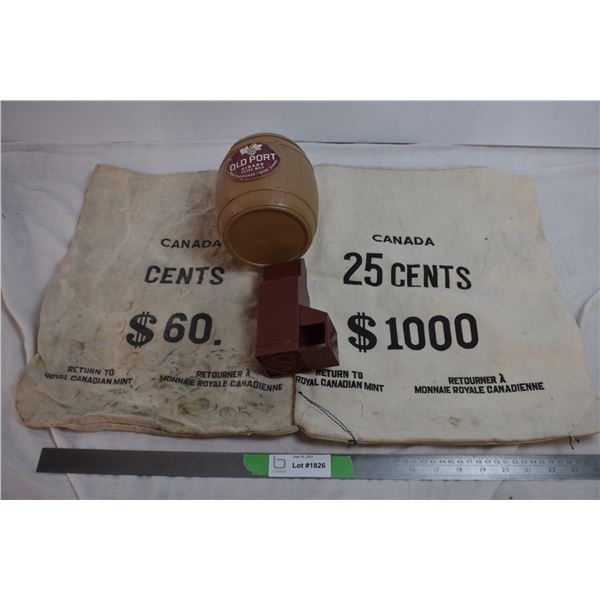 OLD PORT
CIGARS
CANADA
CENTS
$60.
RETURN TO
ROYAL CANADIAN MINT
RETOURNER À
MONNAIE ROYALE CANADIENNE
CANADA
25 CENTS
$1000
RETURN TO
ROYAL CANADIAN MINT
RETOURNER À
MONNAIE ROYALE CANADIENNE
Lot #1826